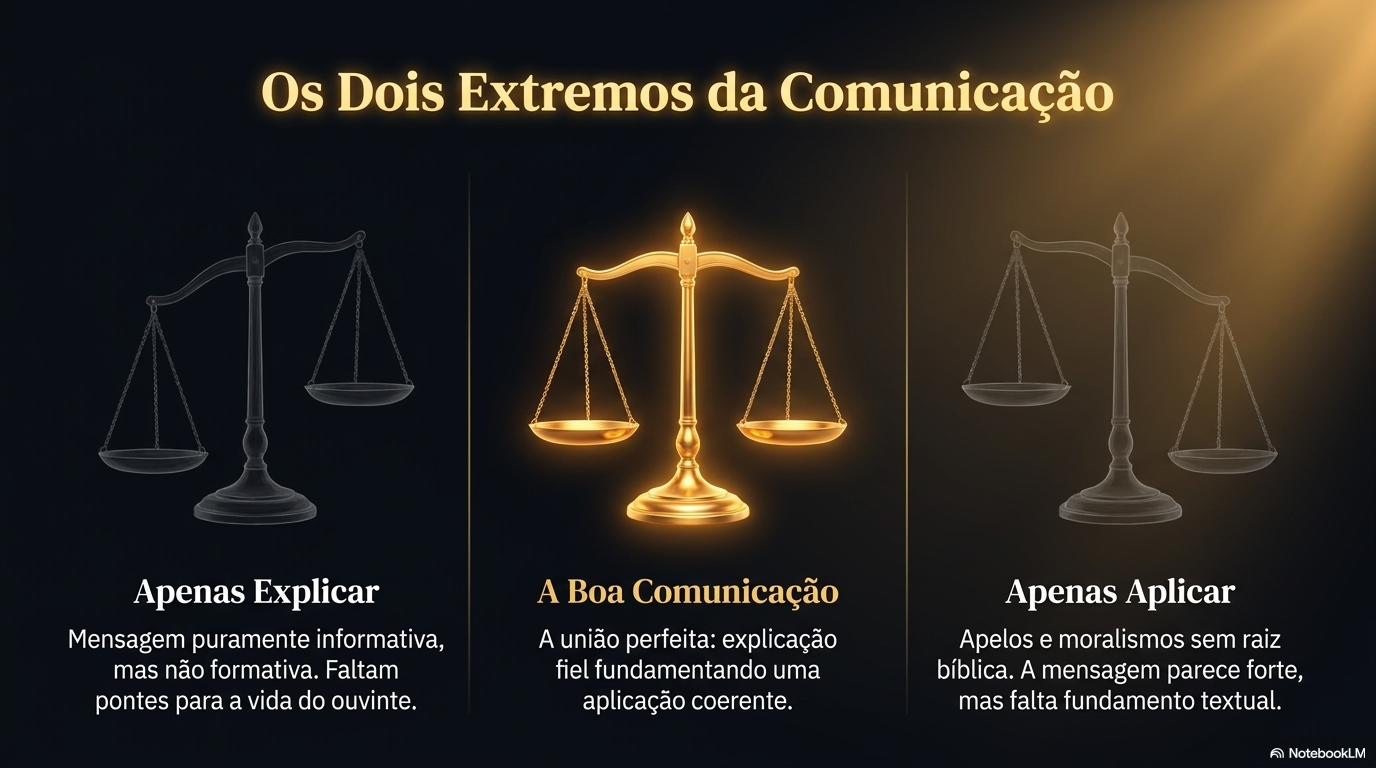 Os Dois Extremos da Comunicação
Apenas Explicar
Mensagem puramente informativa,
mas não formativa. Faltam
pontes para a vida do ouvinte.
A Boa Comunicação
A união perfeita: explicação
fiel fundamentando uma
aplicação coerente.
Apenas Aplicar
Apelos e moralismos sem raiz
bíblica. A mensagem parece forte,
mas falta fundamento textual.
NotebookLM